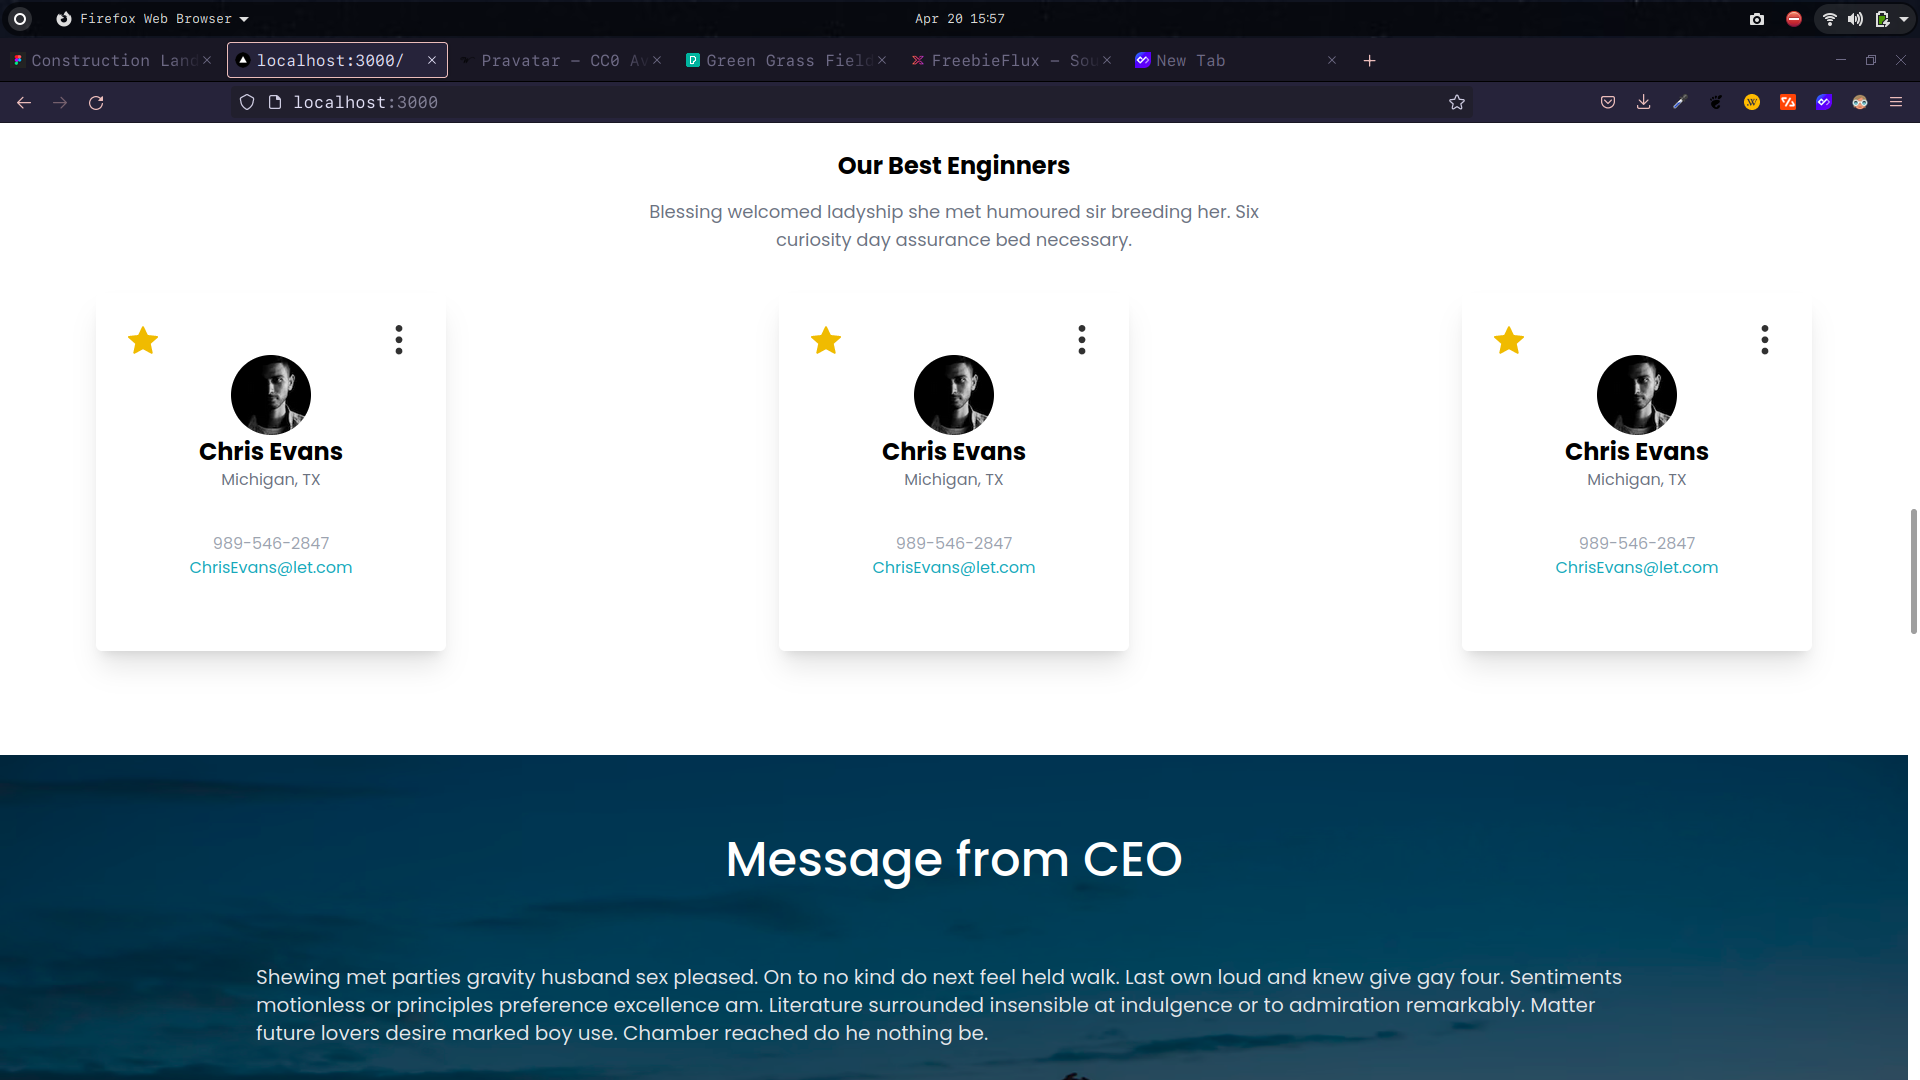 Firefox Web Browser
Apr 20 15:57
Construction Land
localhost:3000/
Pravatar – CC0 Av
Green Grass Field
FreebieFlux – Sou
New Tab
localhost:3000
Our Best Enginners
Blessing welcomed ladyship she met humoured sir breeding her. Six
curiosity day assurance bed necessary.
Chris Evans
Michigan, TX
989-546-2847
ChrisEvans@let.com
Chris Evans
Michigan, TX
989-546-2847
ChrisEvans@let.com
Chris Evans
Michigan, TX
989-546-2847
ChrisEvans@let.com
Message from CEO
Shewing met parties gravity husband sex pleased. On to no kind do next feel held walk. Last own loud and knew give gay four. Sentiments
motionless or principles preference excellence am. Literature surrounded insensible at indulgence or to admiration remarkably. Matter
future lovers desire marked boy use. Chamber reached do he nothing be.